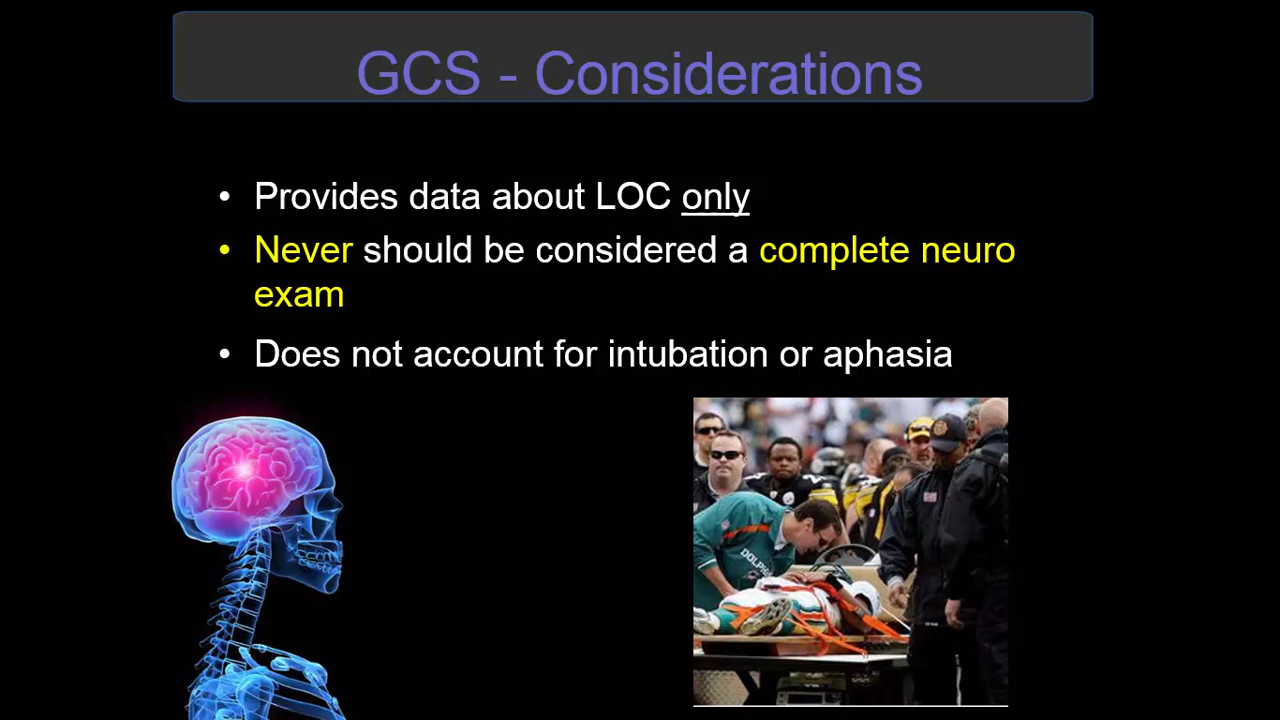 GCS - Considerations
• Provides data about LOC only
• Never should be considered a complete neuro
exam
• Does not account for intubation or aphasia
DOLPHINS